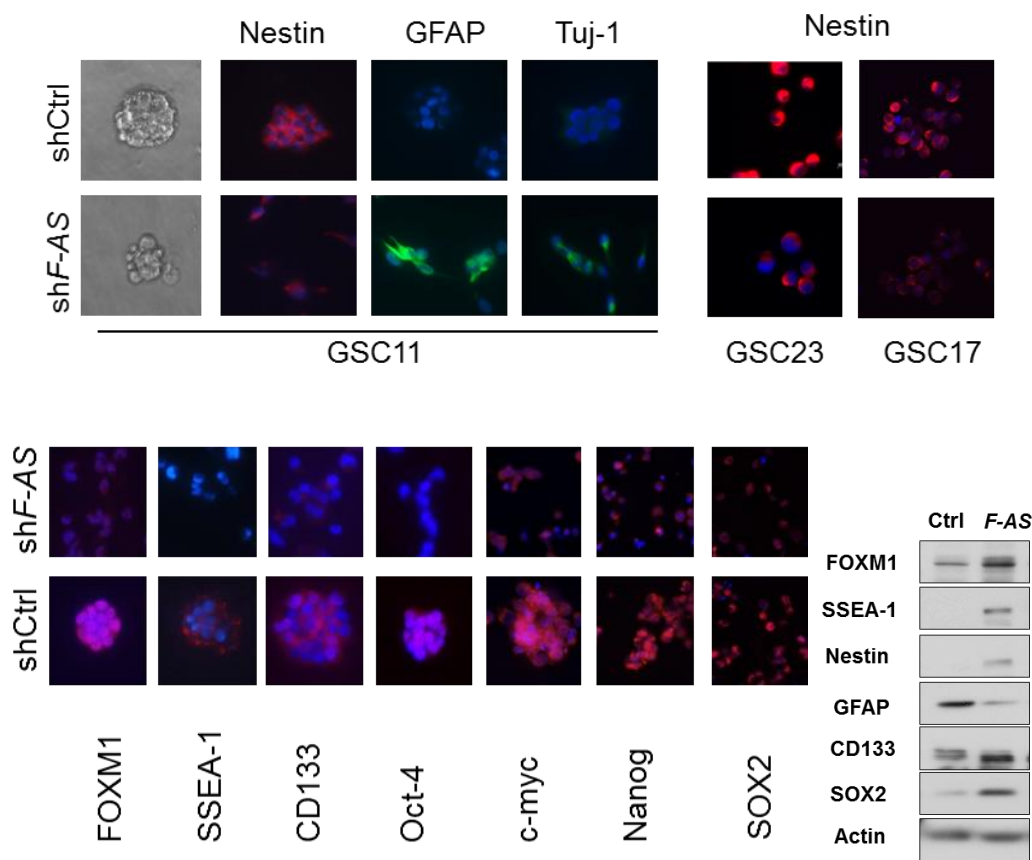 Nestin GFAP Tuj-1 Nestin
shCtrl
shF-AS
GSC11 GSC23 GSC17
shF-AS
shCtrl
FOXM1 SSEA-1 CD133 Oct-4 c-myc Nanog SOX2
Ctrl F-AS
FOXM1
SSEA-1
Nestin
GFAP
CD133
SOX2
Actin